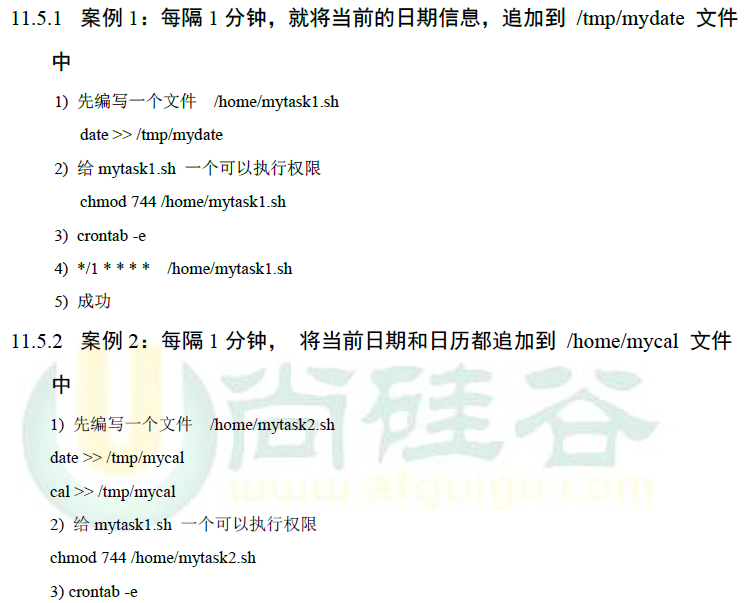 11.5.1 案例 1：每隔 1 分钟，就将当前的日期信息，追加到 /tmp/mydate 文件
中
1) 先编写一个文件 /home/mytask1.sh
date >> /tmp/mydate
2) 给 mytask1.sh 一个可以执行权限
chmod 744 /home/mytask1.sh
3) crontab -e
4) */1 * * * * /home/mytask1.sh
5) 成功
11.5.2 案例 2：每隔 1 分钟， 将当前日期和日历都追加到 /home/mycal 文件
中
1) 先编写一个文件 /home/mytask2.sh
date >> /tmp/mycal
cal >> /tmp/mycal
2) 给 mytask1.sh 一个可以执行权限
chmod 744 /home/mytask2.sh
3) crontab -e
尚硅谷
www.atguigu.com